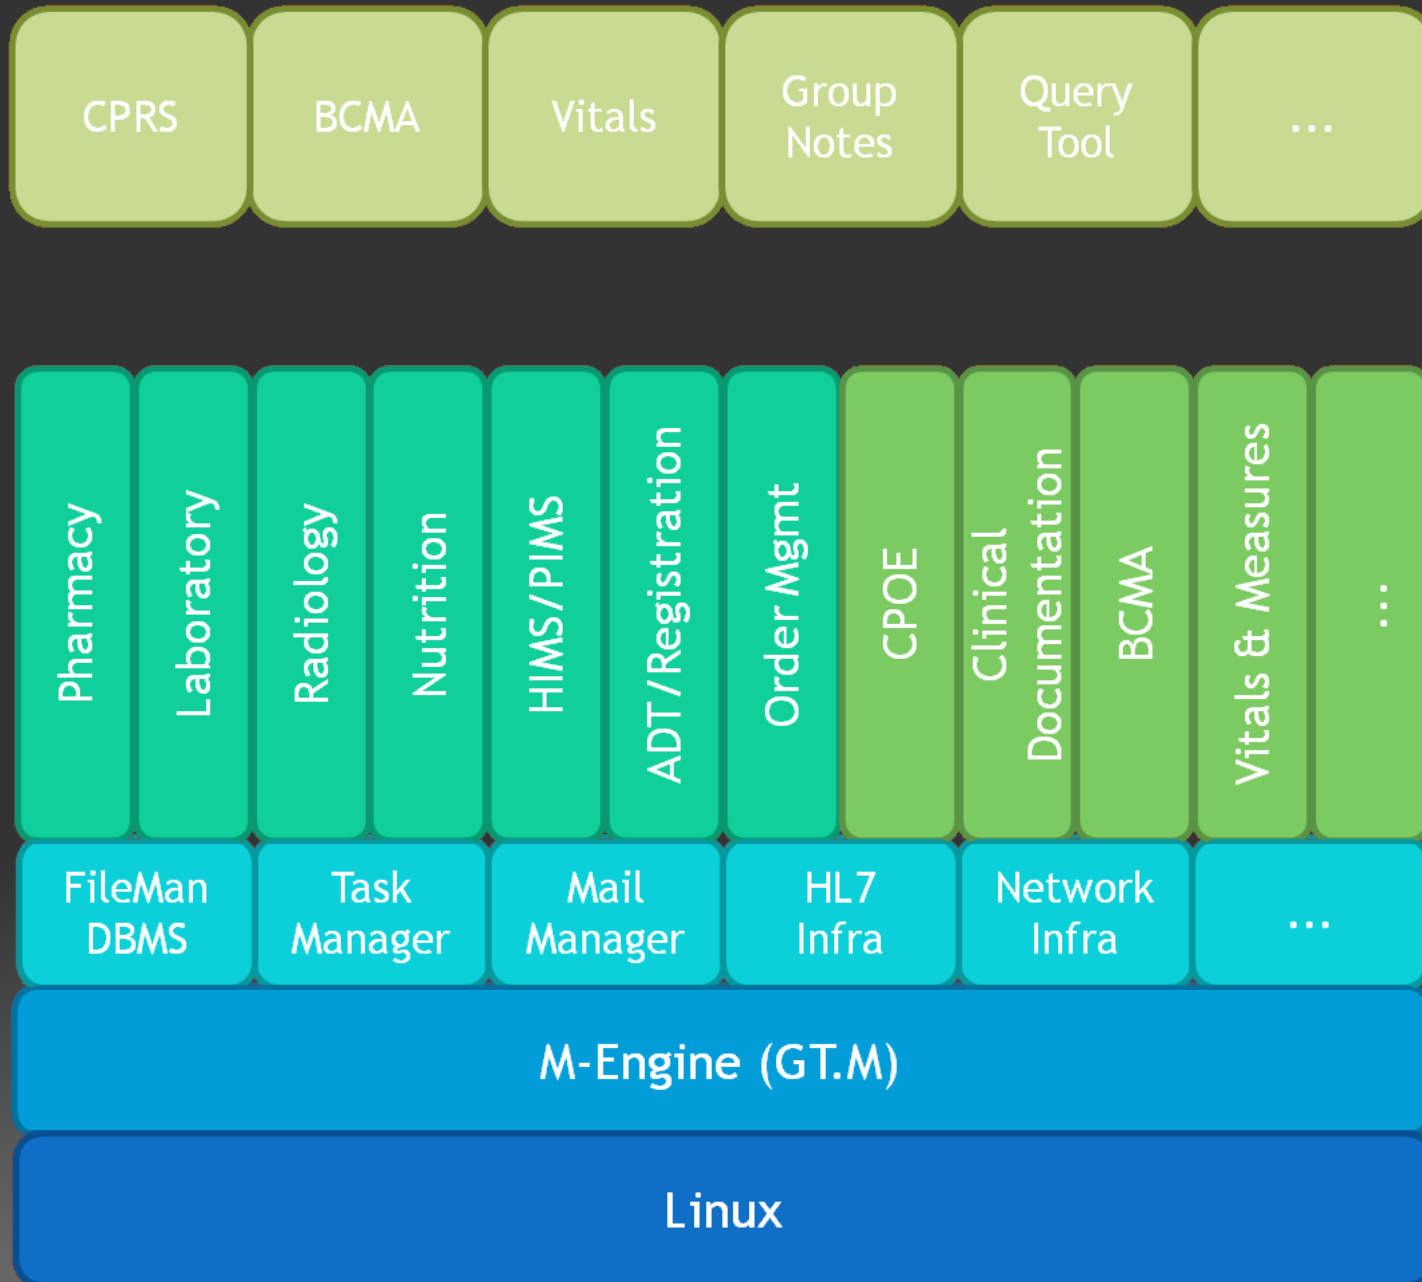 CPRS
BCMA
Vitals
Group
Notes
Query
Tool
...
Pharmacy
Laboratory
Radiology
Nutrition
HIMS/PIMS
ADT/Registration
Order Mgmt
CPOE
Clinical
Documentation
BCMA
Vitals & Measures
...
FileMan
DBMS
Task
Manager
Mail
Manager
HL7
Infra
Network
Infra
...
M-Engine (GT.M)
Linux